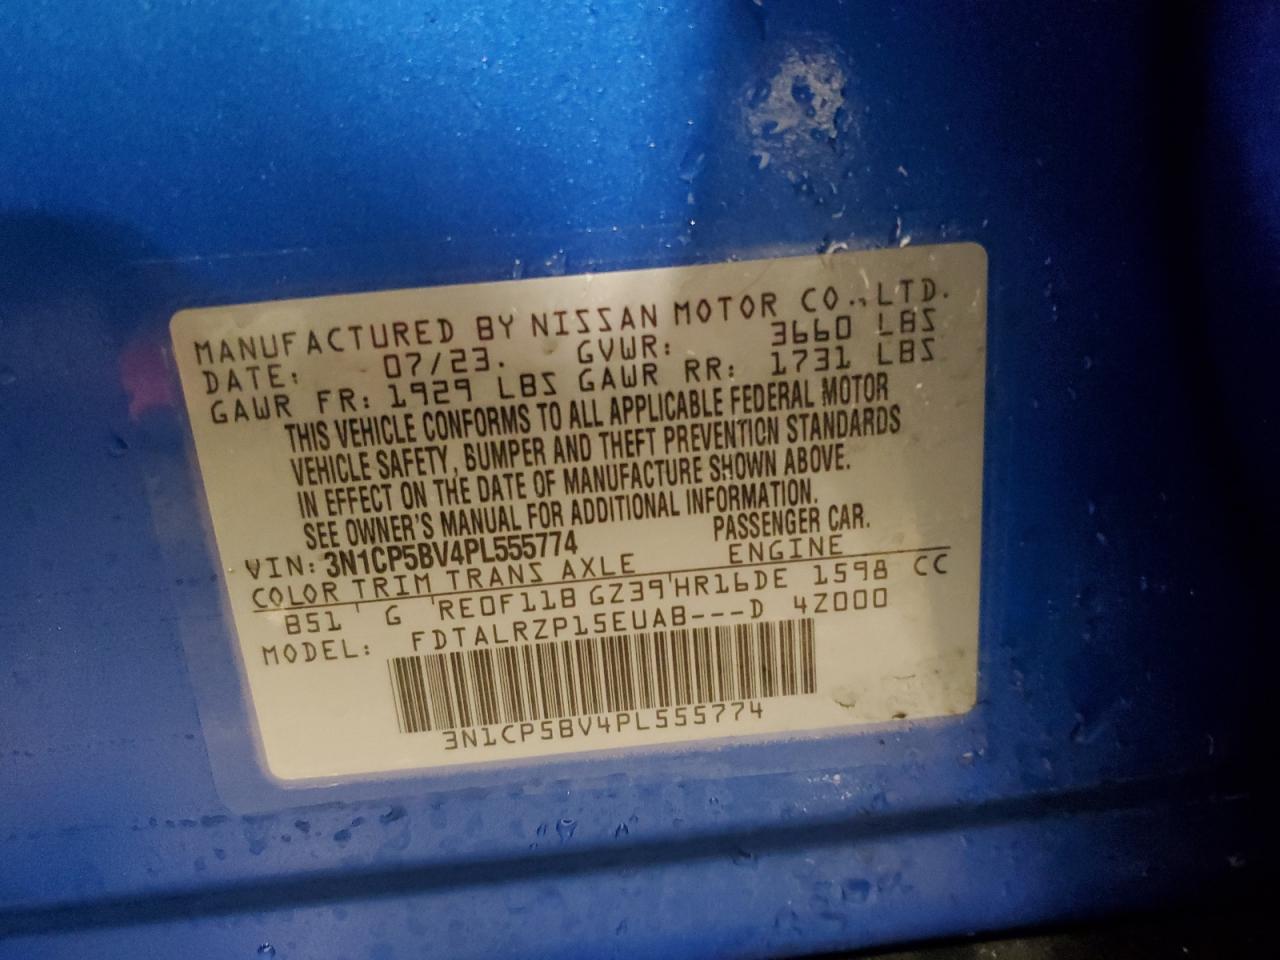 MANUFACTURED BY NISSAN MOTOR CO., LTD.
DATE: 07/23. GVWR: 3660 LBS
GAWR FR: 1929 LBS GAWR RR: 1731 LBS
THIS VEHICLE CONFORMS TO ALL APPLICABLE FEDERAL MOTOR
VEHICLE SAFETY, BUMPER AND THEFT PREVENTION STANDARDS
IN EFFECT ON THE DATE OF MANUFACTURE SHOWN ABOVE.
SEE OWNER'S MANUAL FOR ADDITIONAL INFORMATION.
VIN: 3N1CP5BV4PL555774 PASSENGER CAR.
COLOR TRIM TRANS AXLE ENGINE
B51 G RE0F11B GZ39 HR16DE 1598 CC
MODEL: FDTALRZP15EUAB---D 4Z000
3N1CP5BV4PL555774